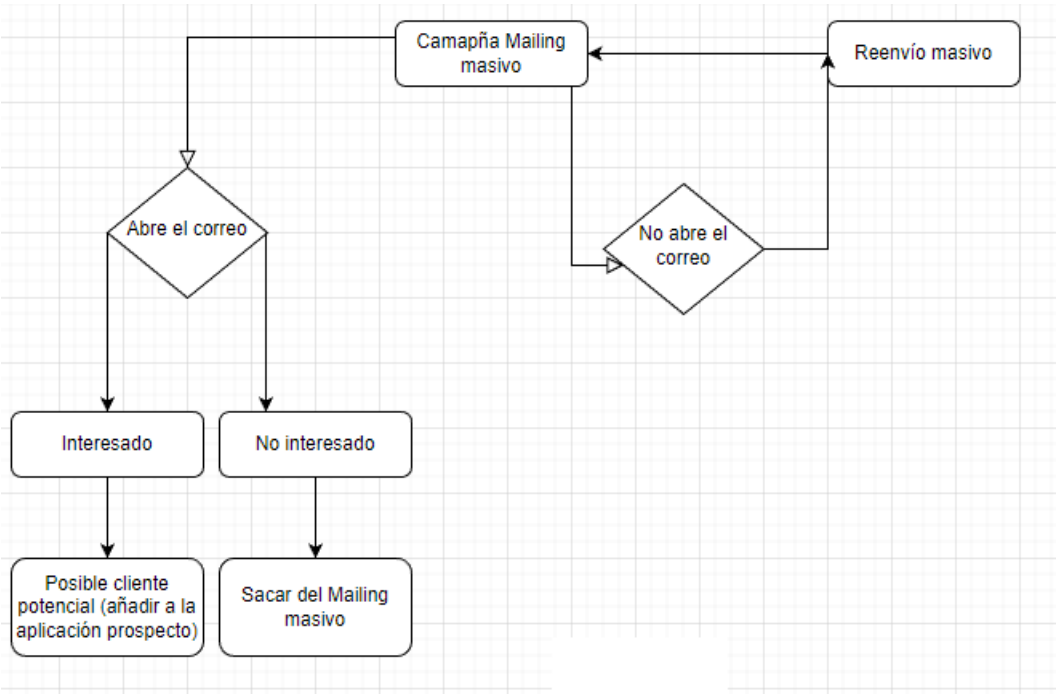 Camapña Mailing
masivo
Reenvío masivo
Abre el correo
No abre el
correo
Interesado
No interesado
Posible cliente
potencial (añadir a la
aplicación prospecto)
Sacar del Mailing
masivo